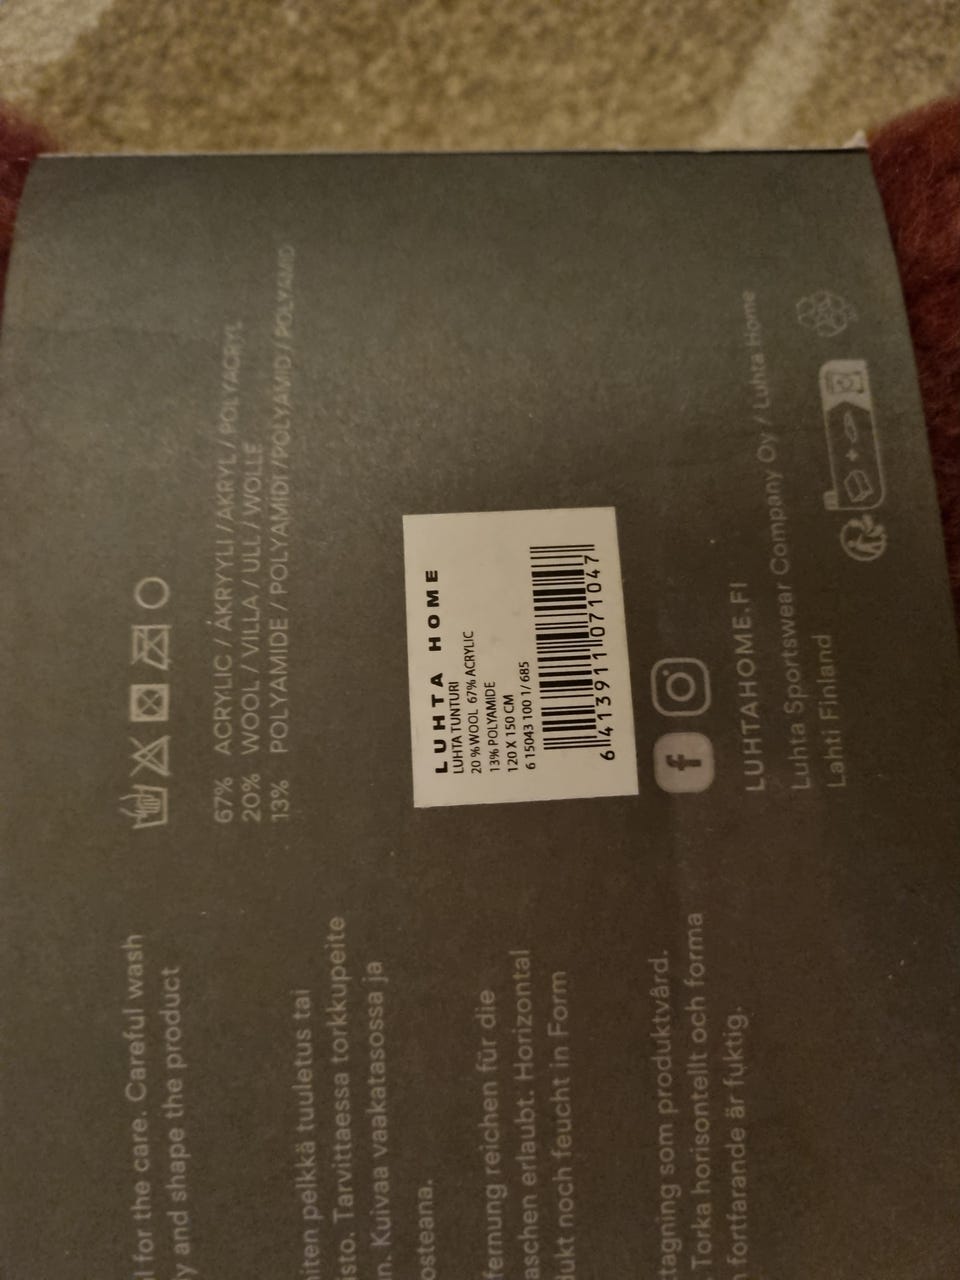 l for the care. Careful wash
y and shape the product
iten pelkkä tuuletus tai
isto. Tarvittaessa torkkupeite
n. Kuivaa vaakatasossa ja
osteana.
fernung reichen für die
aschen erlaubt. Horizontal
dukt noch feucht in Form
tagning som produktvård.
Torka horisontellt och forma
fortfarande är fuktig.
67% ACRYLIC / AKRYYLI / AKRYL / POLYACRYL
20% WOOL / VILLA / ULL / WOLLE
13% POLYAMIDE / POLYAMIDI / POLYAMID / POLYAMID
LUHTA HOME
LUHTA TUNTURI
20 % WOOL 67% ACRYLIC
13% POLYAMIDE
120 X 150 CM
6 15043 100 1/ 685
6 413911 071047
f
LUHTAHOME.FI
Luhta Sportswear Company Oy / Luhta Home
Lahti Finland